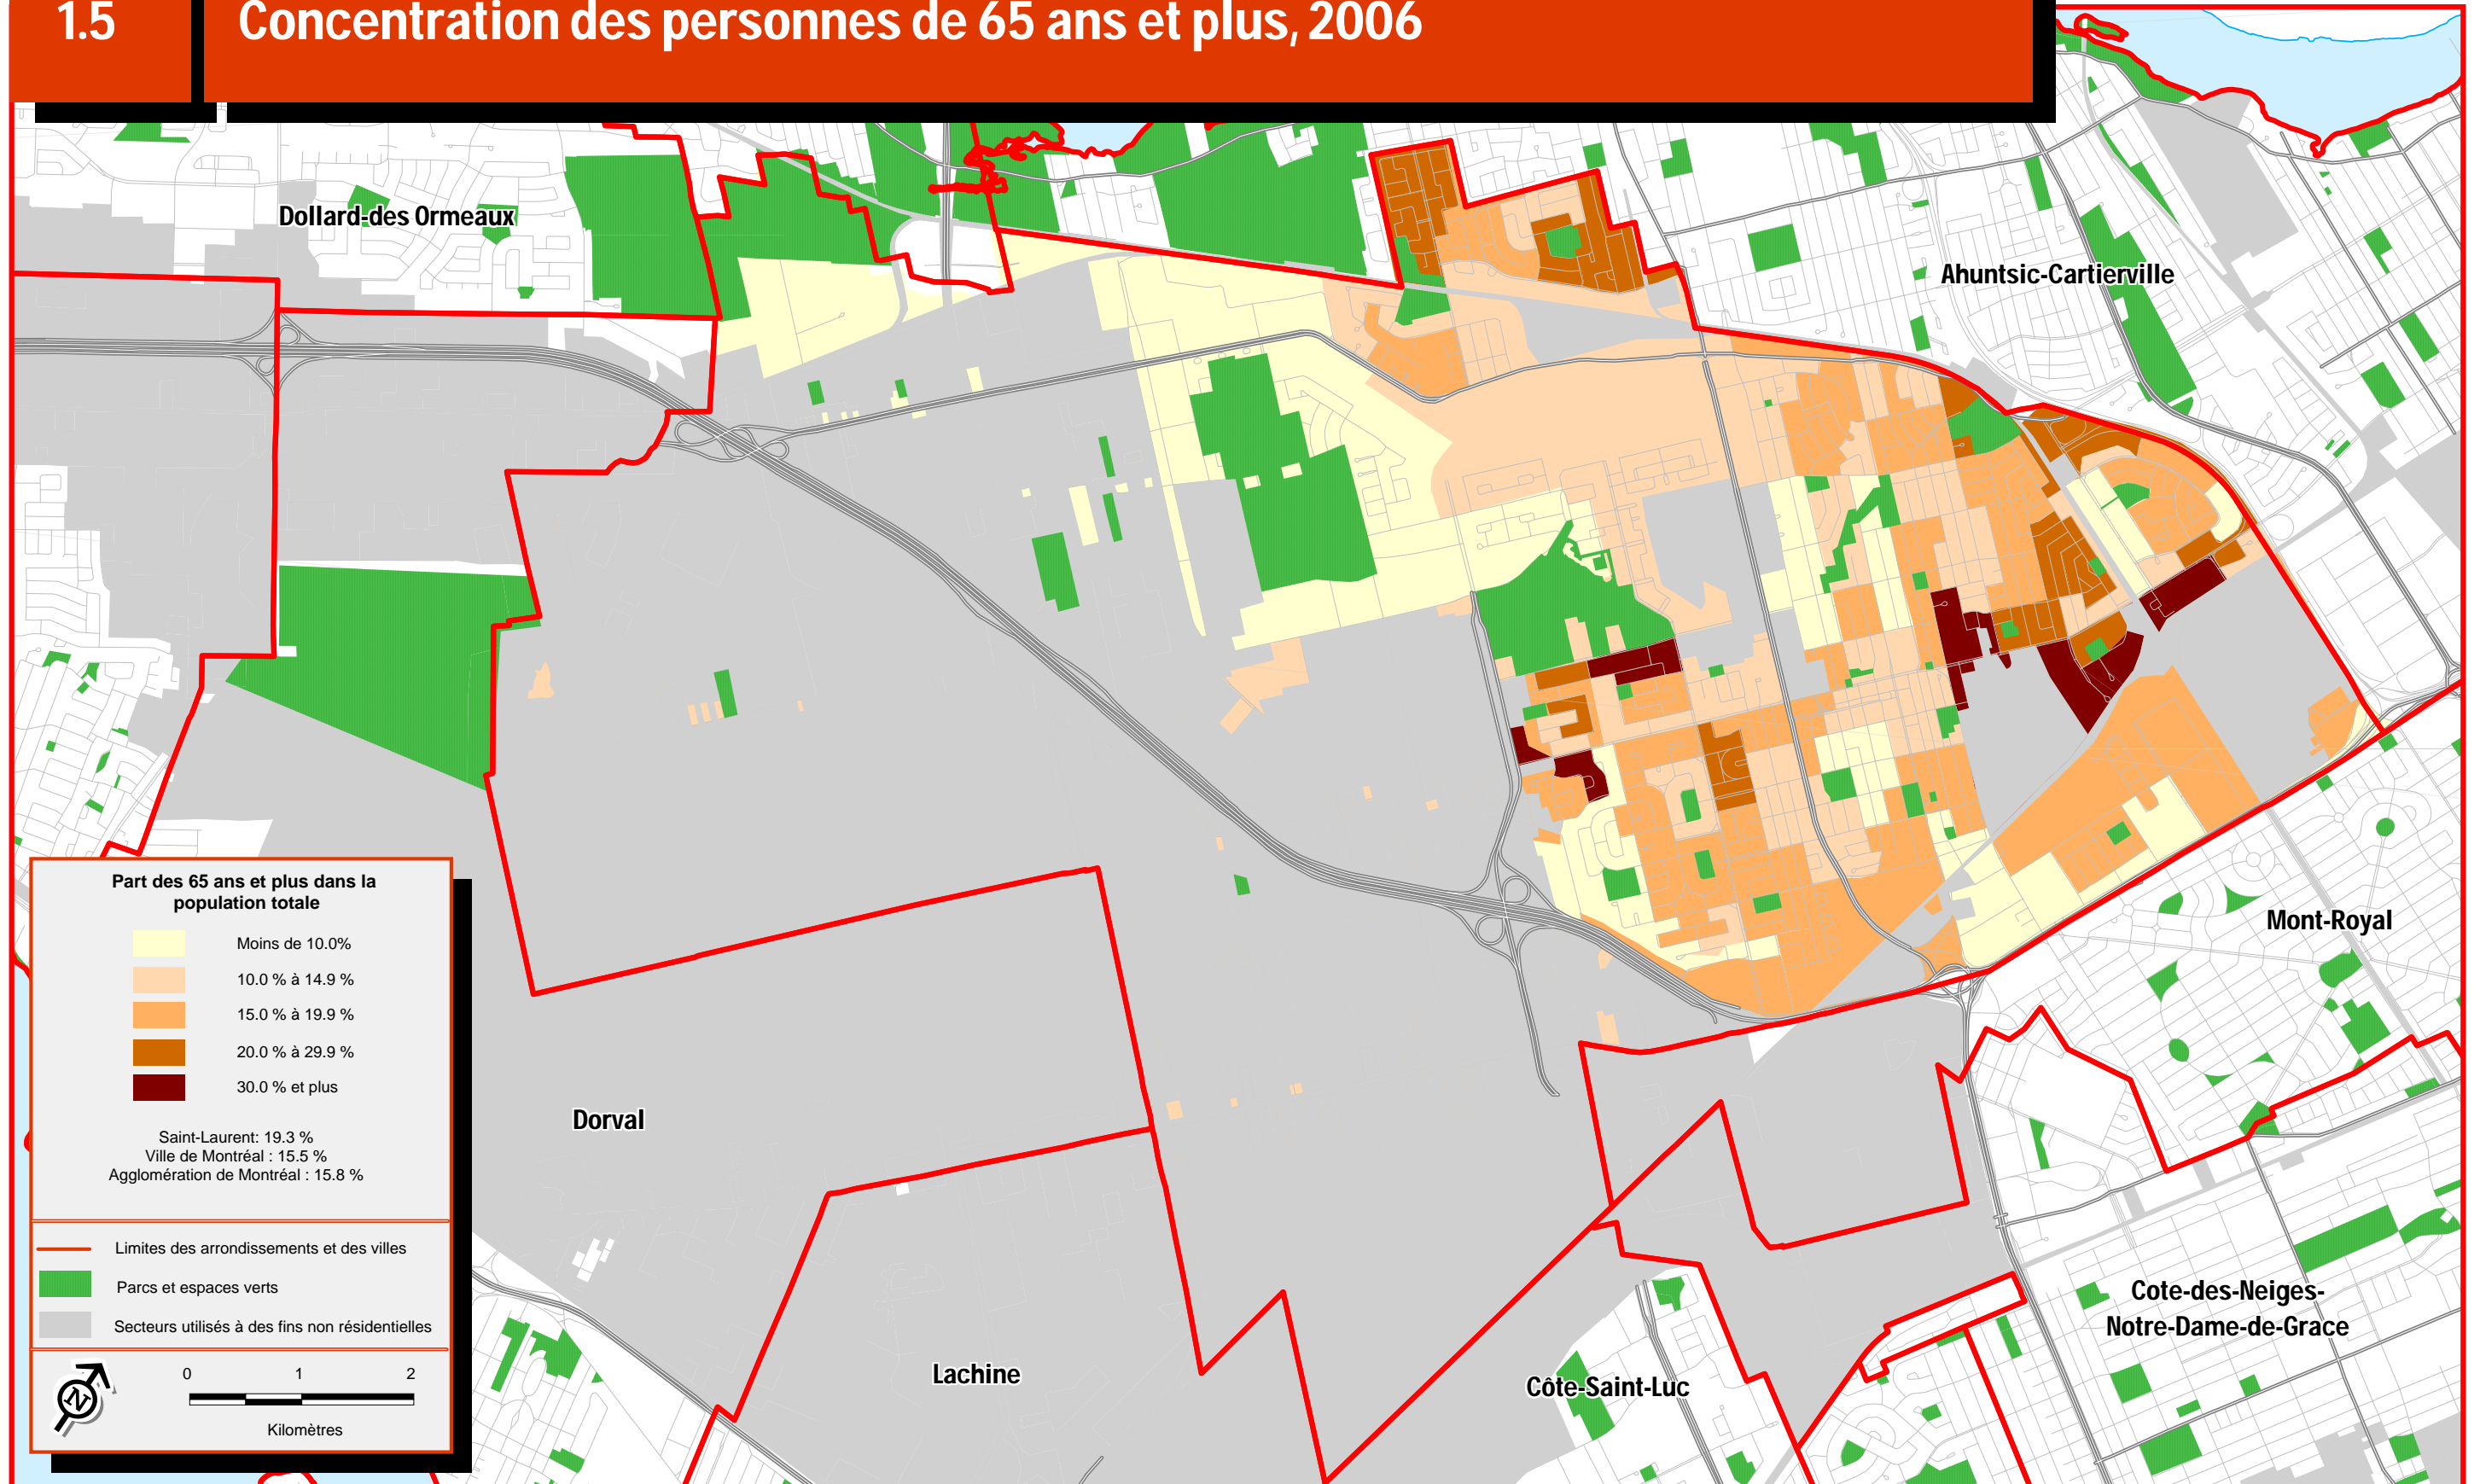 1.5
Concentration des personnes de 65 ans et plus, 2006
Dollard-des Ormeaux
Ahuntsic-Cartierville
Mont-Royal
Dorval
Lachine
Côte-Saint-Luc
Cote-des-Neiges-
Notre-Dame-de-Grace
Part des 65 ans et plus dans la
population totale
Moins de 10.0%
10.0 % à 14.9 %
15.0 % à 19.9 %
20.0 % à 29.9 %
30.0 % et plus
Saint-Laurent: 19.3 %
Ville de Montréal : 15.5 %
Agglomération de Montréal : 15.8 %
Limites des arrondissements et des villes
Parcs et espaces verts
Secteurs utilisés à des fins non résidentielles
N
0 1 2
Kilomètres